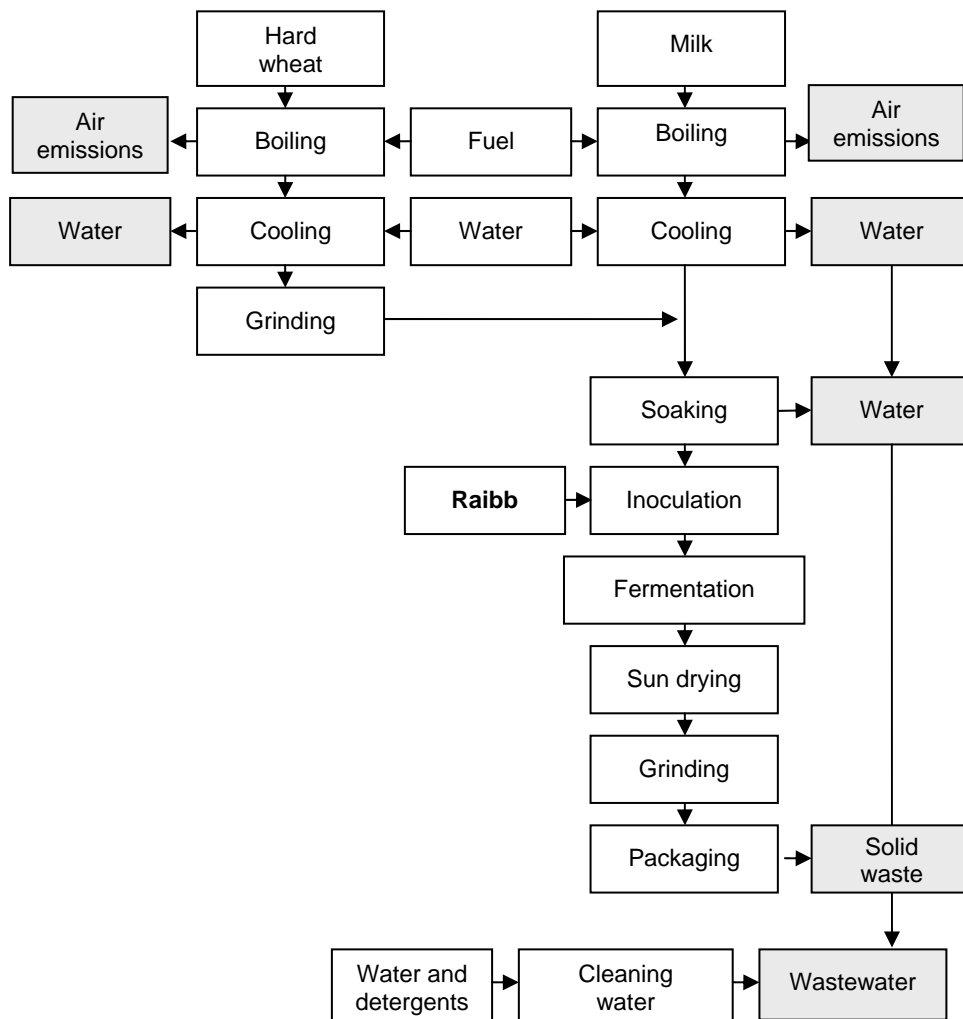 Hard
wheat
Milk
Air
emissions
Boiling
Fuel
Boiling
Air
emissions
Water
Cooling
Water
Cooling
Water
Grinding
Soaking
Water
Raibb
Inoculation
Fermentation
Sun drying
Grinding
Packaging
Solid
waste
Water and
detergents
Cleaning
water
Wastewater